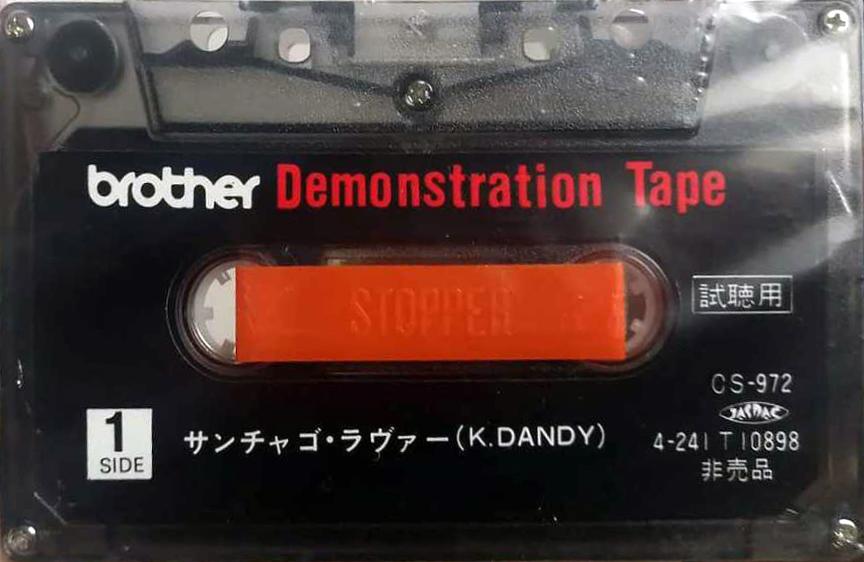 brother Demonstration Tape
STOPPER
試聴用
CS-972
JASRAC
1
SIDE
サンチャゴ・ラヴァー(K.DANDY)
4-241 T10898
非売品